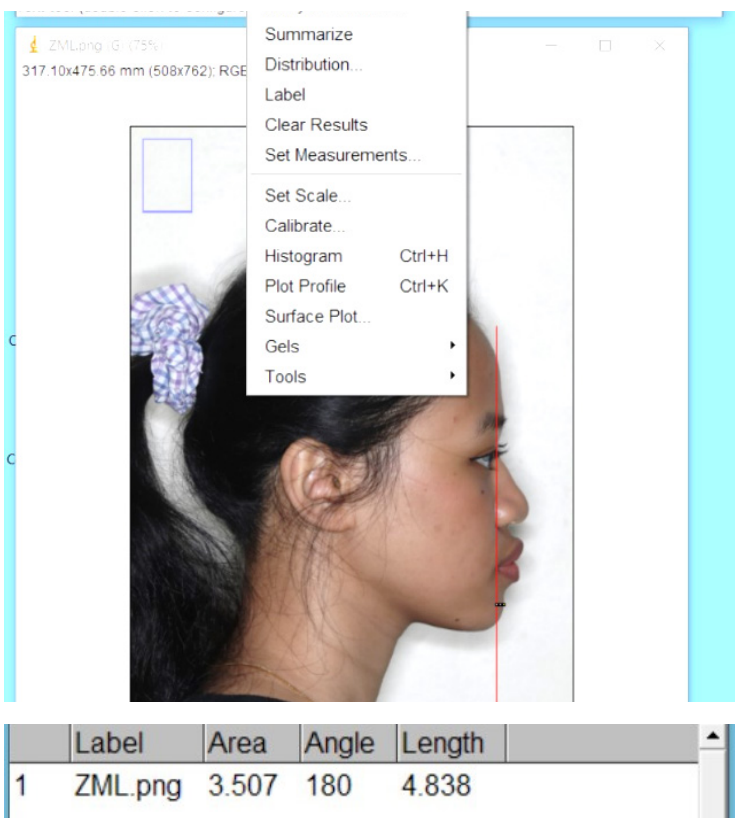 Summarize
ZML.png (G) (75%)
Distribution...
317.10x475.66 mm (508x762); RGB
Label
Clear Results
Set Measurements...
Set Scale...
Calibrate...
Histogram Ctrl+H
Plot Profile Ctrl+K
Surface Plot...
Gels
Tools
Label Area Angle Length
1 ZML.png 3.507 180 4.838